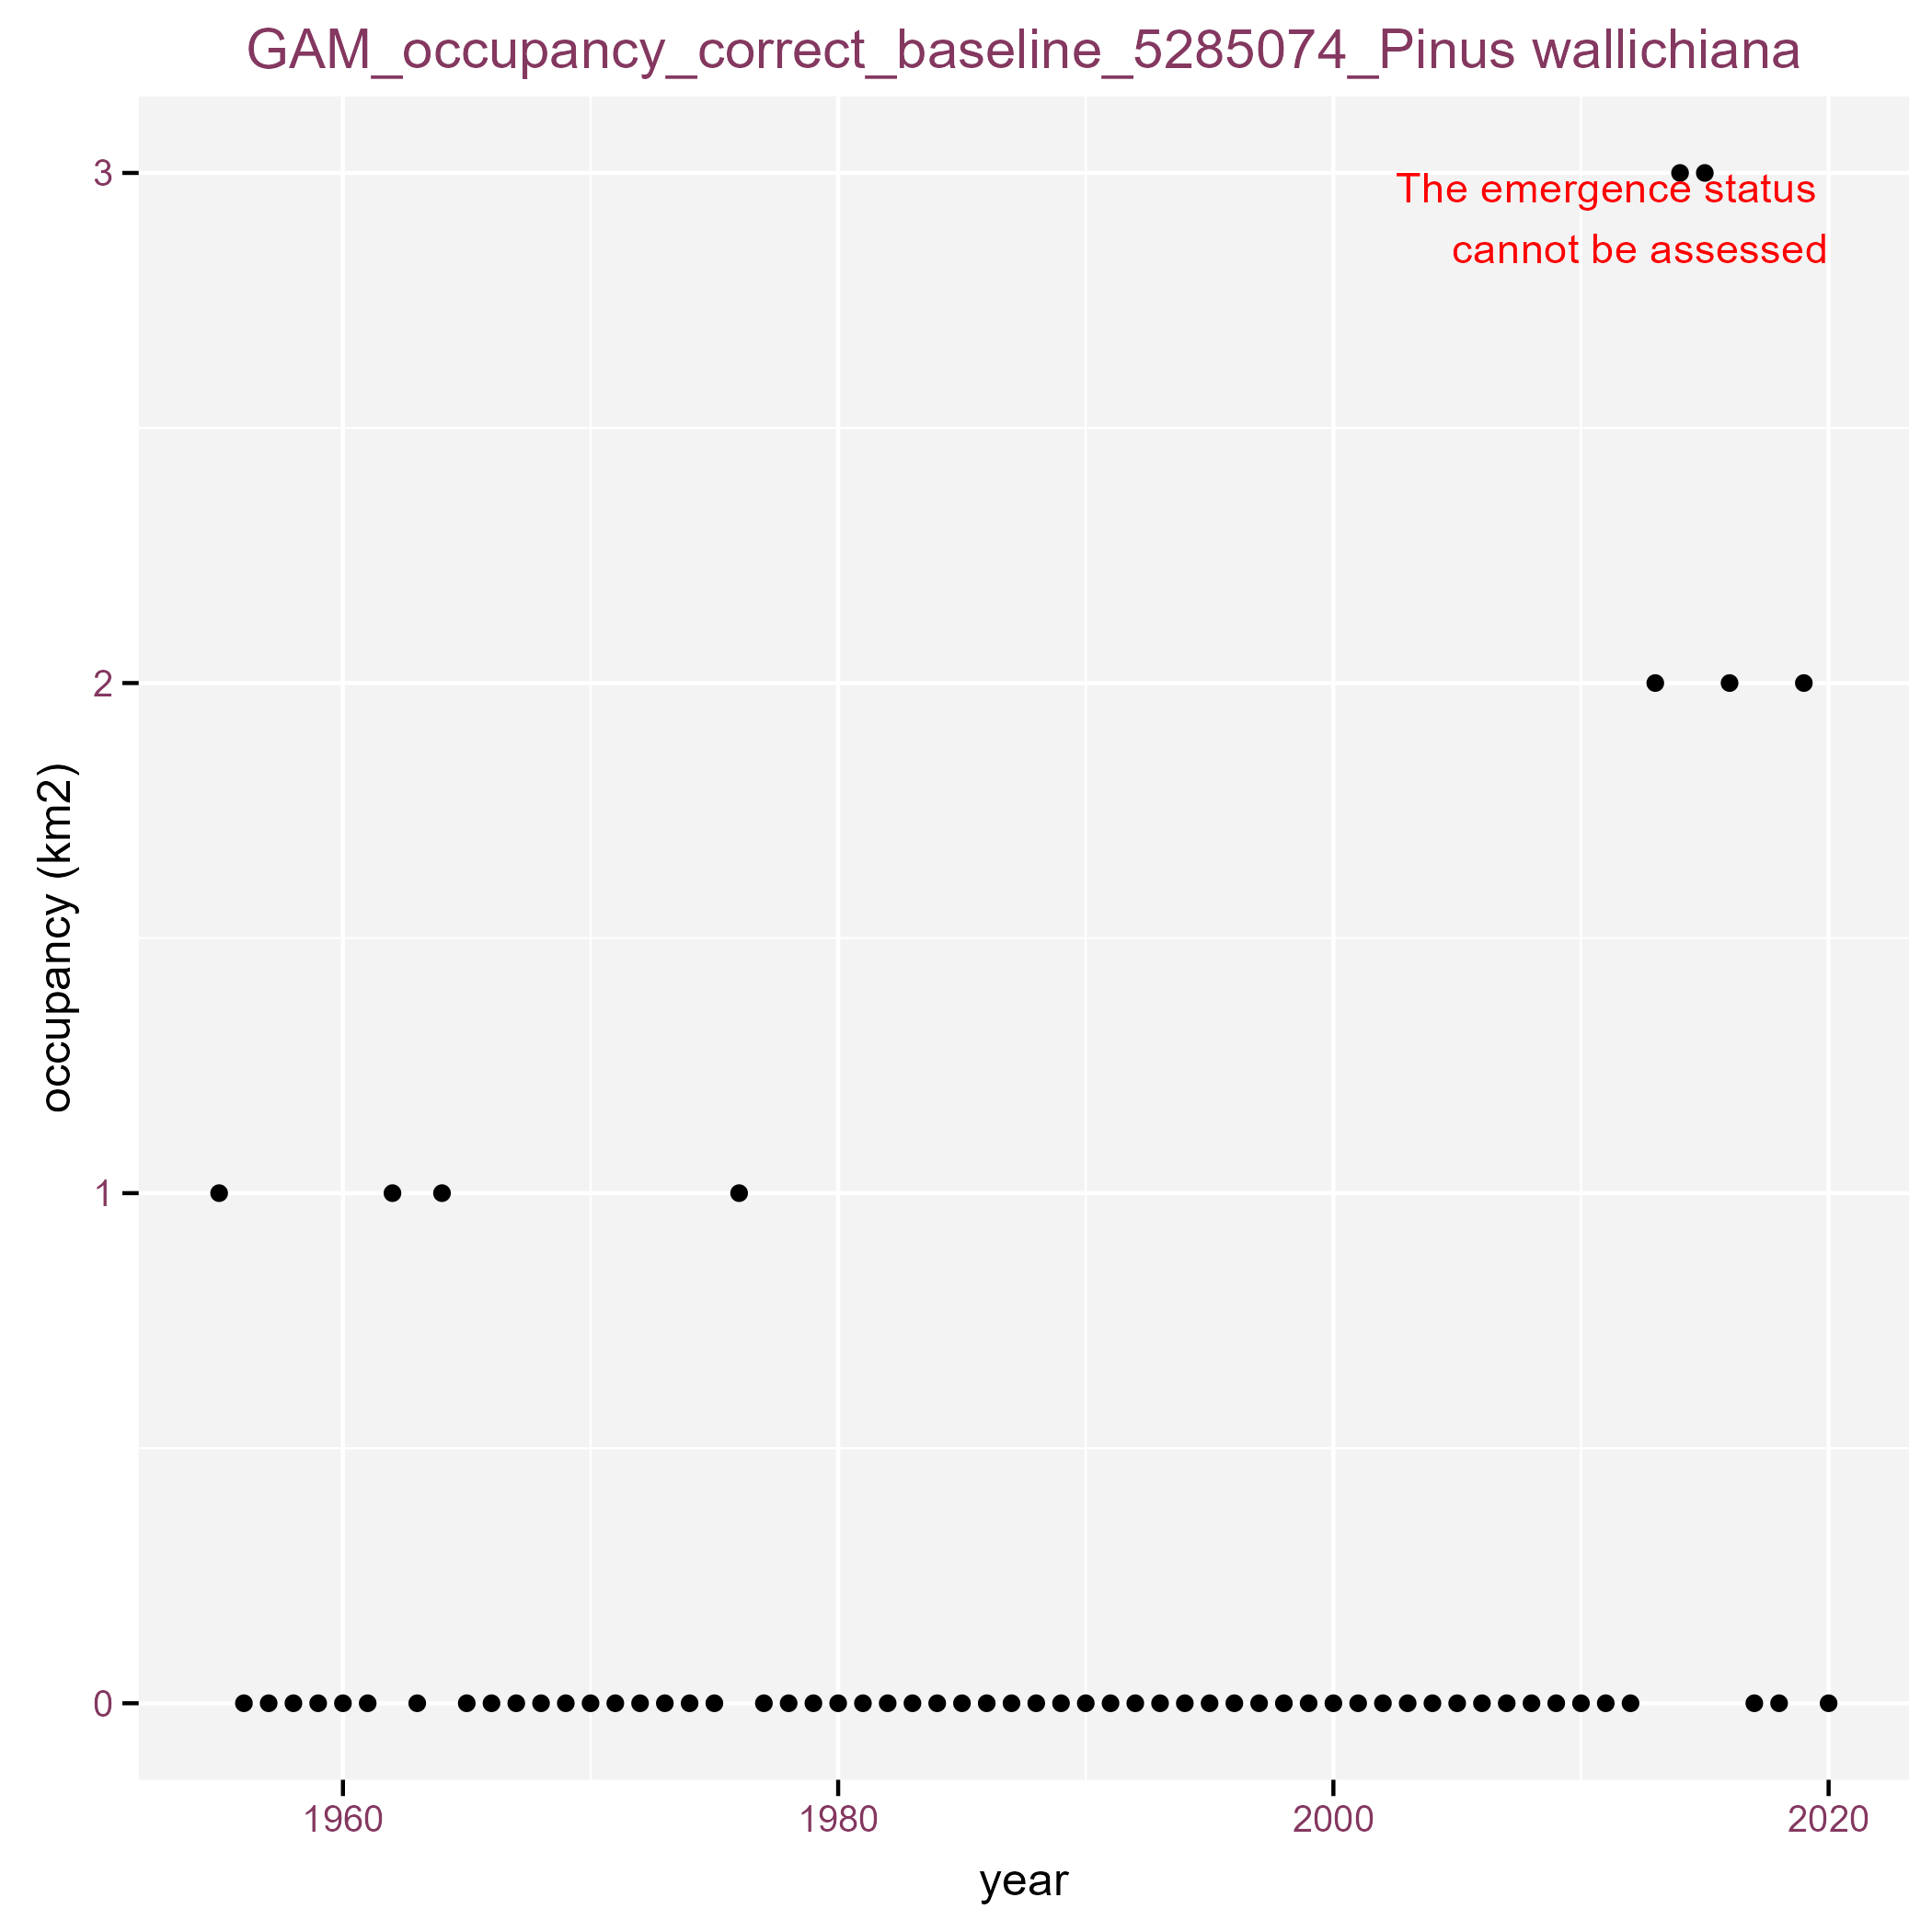 GAM_occupancy_correct_baseline_5285074_Pinus wallichiana
3
The emergence status
cannot be assessed
2
occupancy (km2)
1
0
1960 1980 2000 2020
year